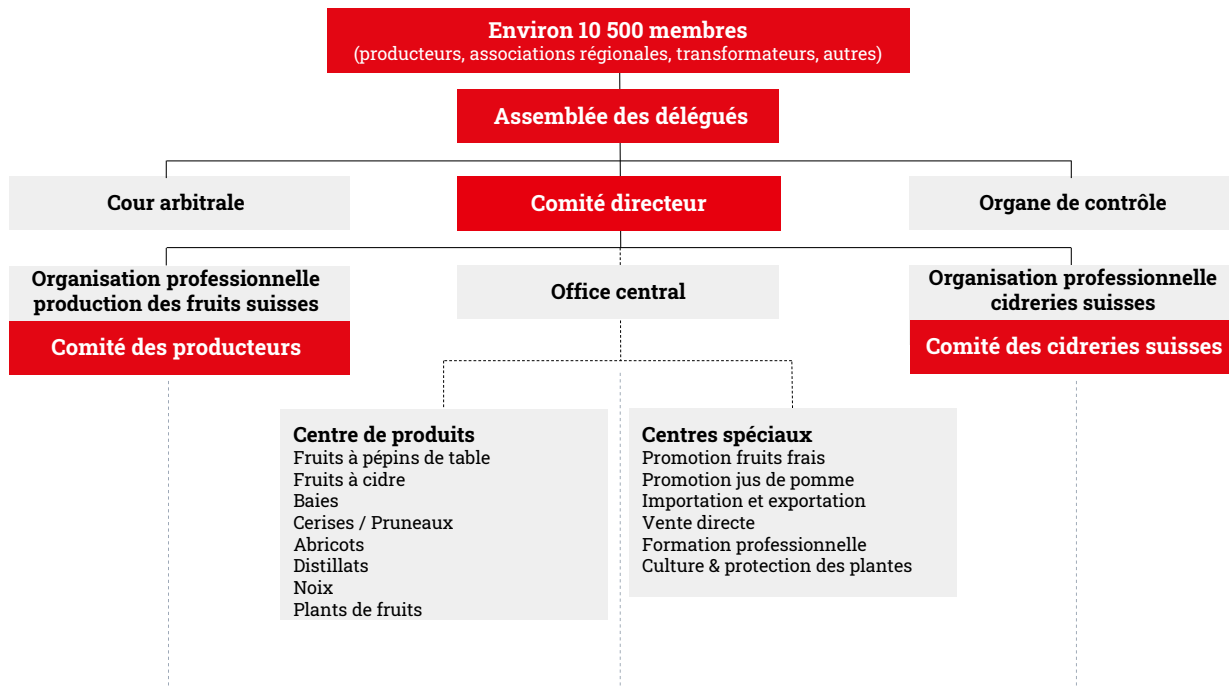 Environ 10 500 membres
(producteurs, associations régionales, transformateurs, autres)
Assemblée des délégués
Cour arbitrale
Comité directeur
Organe de contrôle
Organisation professionnelle
production des fruits suisses
Comité des producteurs
Office central
Organisation professionnelle
cidreries suisses
Comité des cidreries suisses
Centre de produits
Fruits à pépins de table
Fruits à cidre
Baies
Cerises / Pruneaux
Abricots
Distillats
Noix
Plants de fruits
Centres spéciaux
Promotion fruits frais
Promotion jus de pomme
Importation et exportation
Vente directe
Formation professionnelle
Culture & protection des plantes